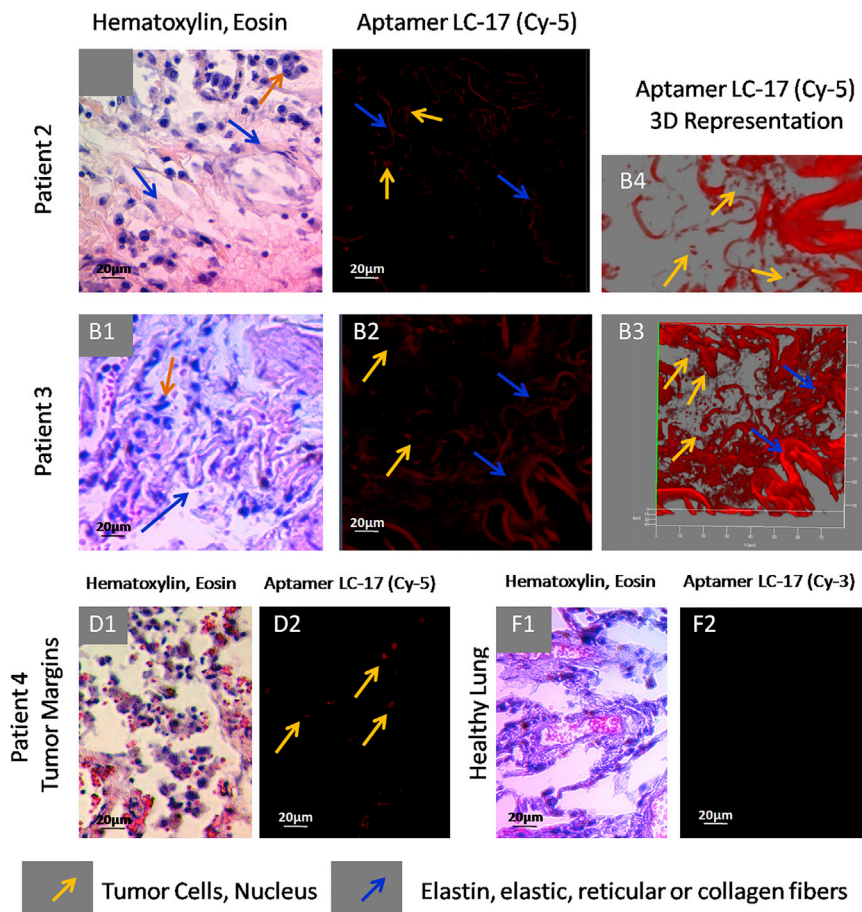 Hematoxylin, Eosin
Aptamer LC-17 (Cy-5)
Aptamer LC-17 (Cy-5)
3D Representation
Patient 2
20µm
20µm
B4
Patient 3
B1
20µm
B2
20µm
B3
Hematoxylin, Eosin
Aptamer LC-17 (Cy-5)
Hematoxylin, Eosin
Aptamer LC-17 (Cy-3)
Patient 4
Tumor Margins
D1
20µm
D2
20µm
Healthy Lung
F1
20µm
F2
20µm
Tumor Cells, Nucleus
Elastin, elastic, reticular or collagen fibers